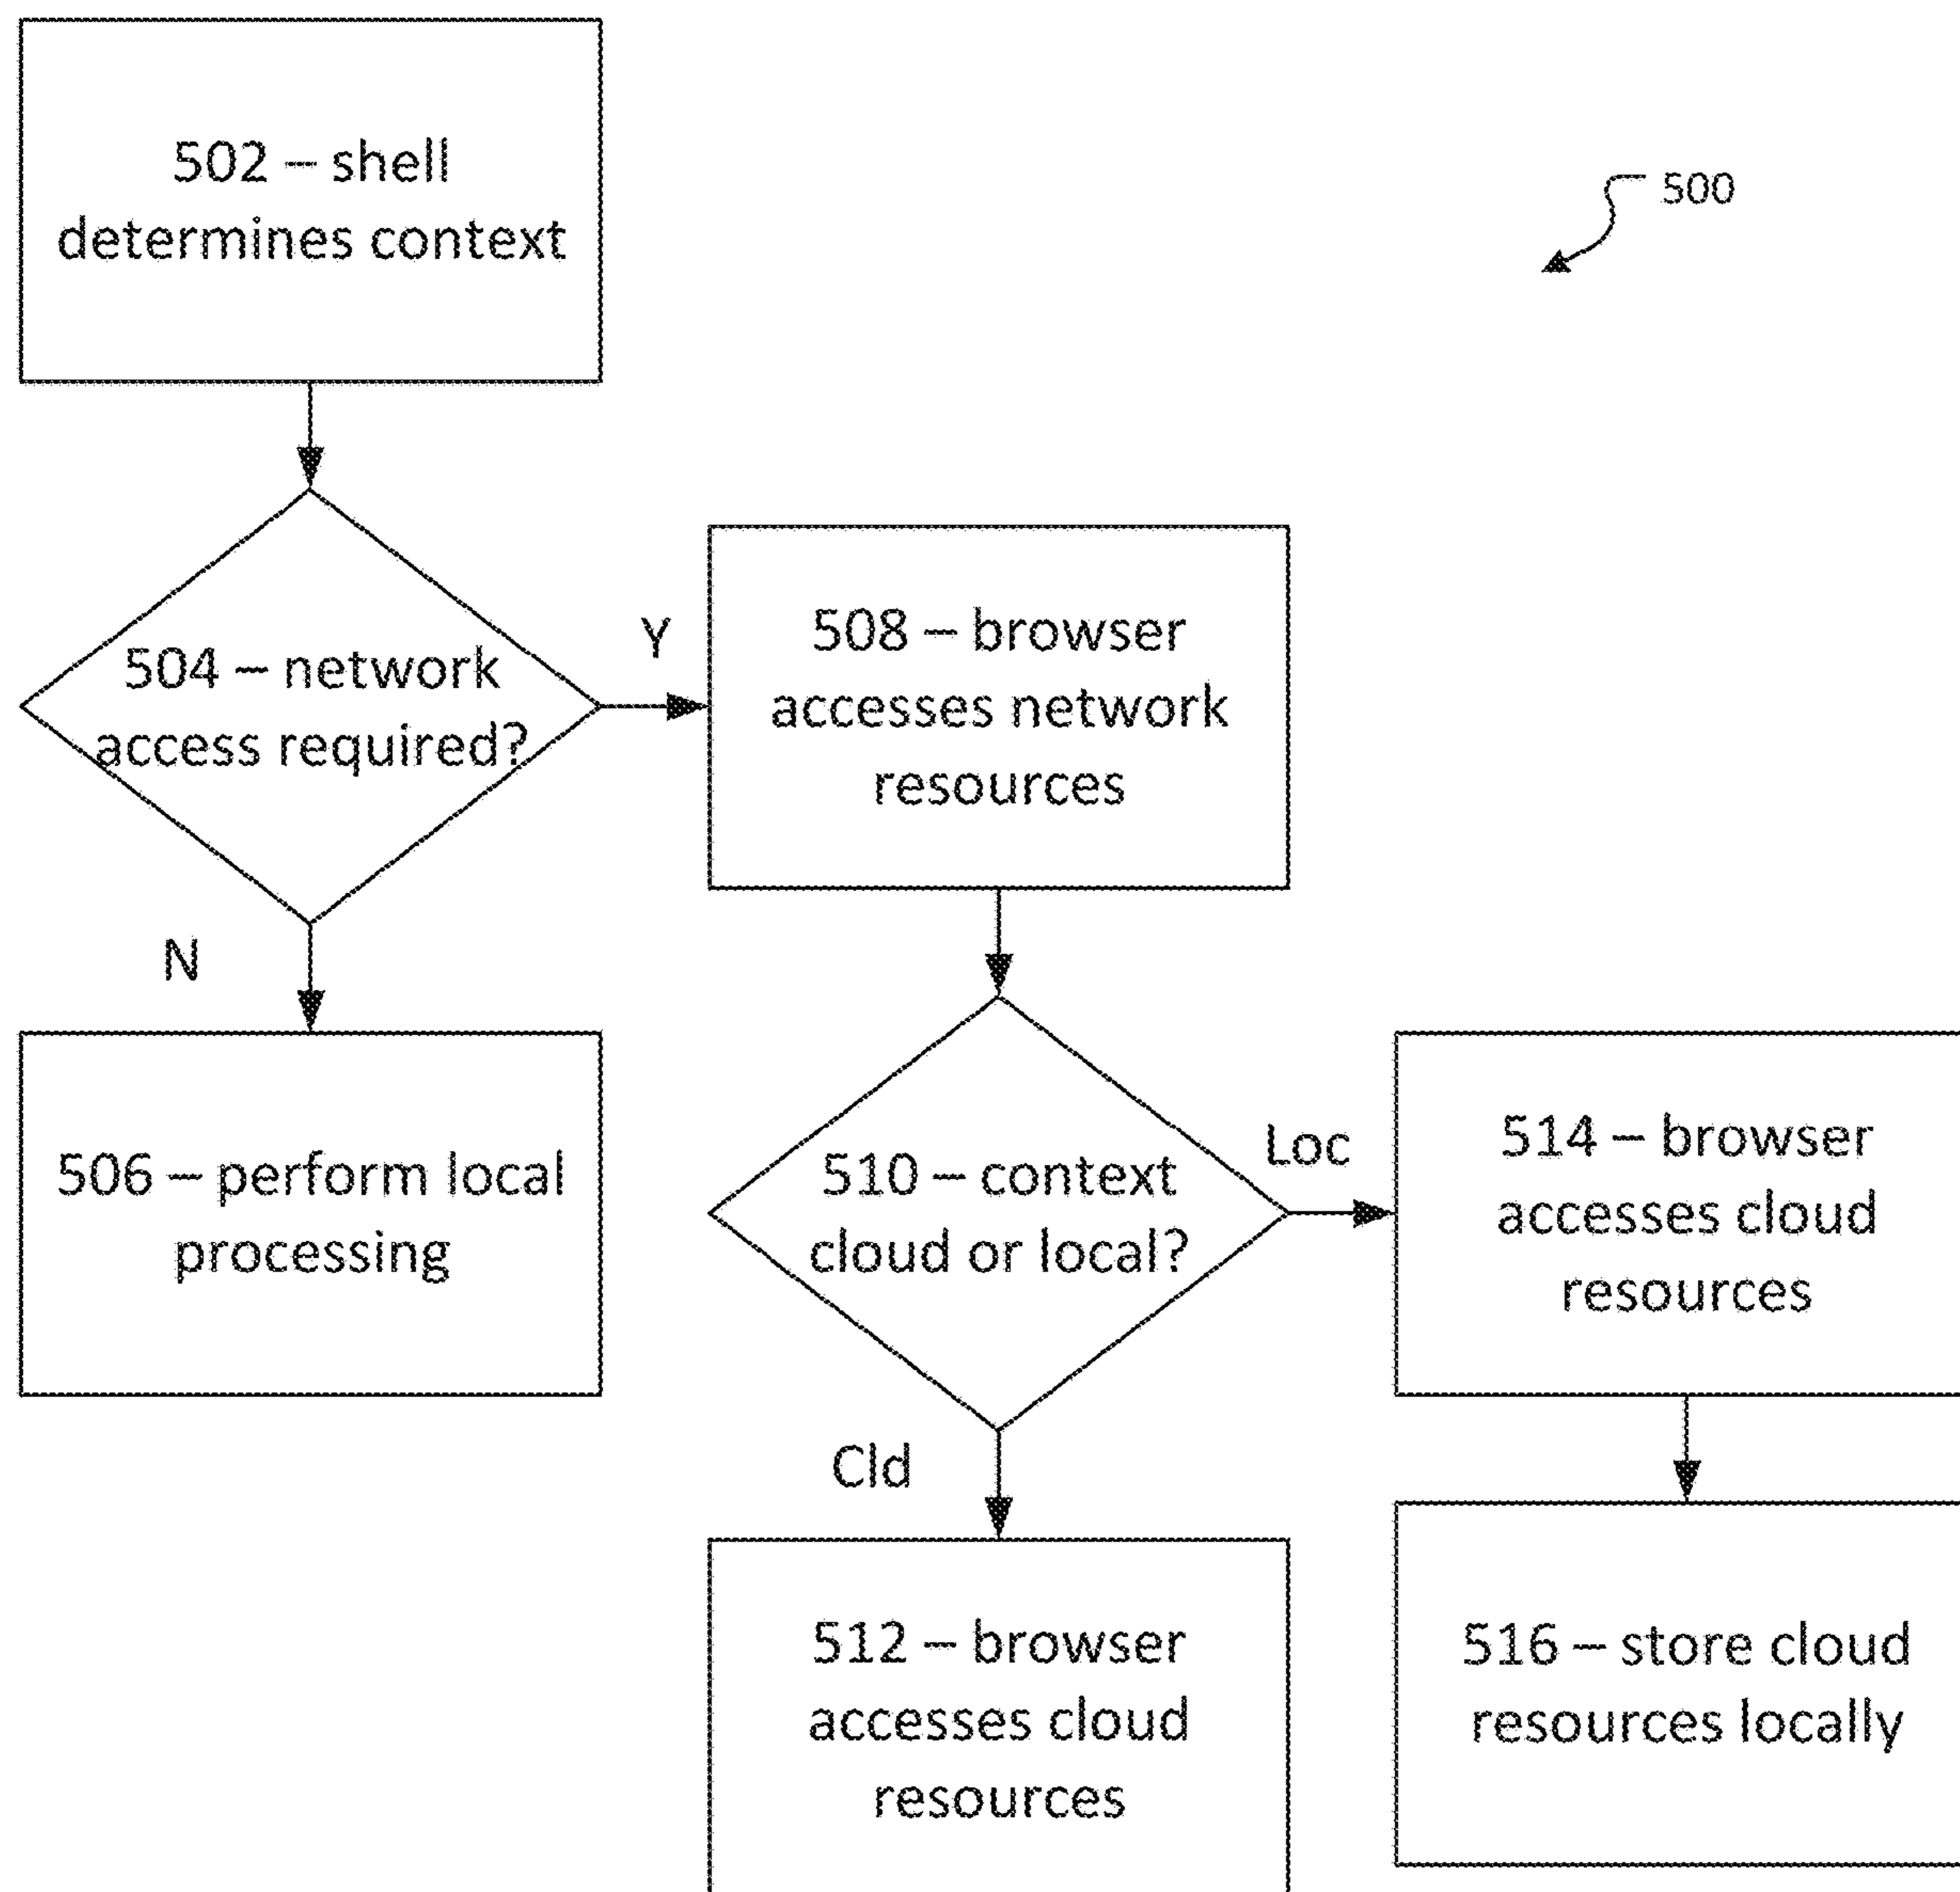 502 – shell
determines context
500
504 – network
access required?
Y
508 – browser
accesses network
resources
N
506 – perform local
processing
510 – context
cloud or local?
Loc
514 – browser
accesses cloud
resources
Cld
512 – browser
accesses cloud
resources
516 – store cloud
resources locally